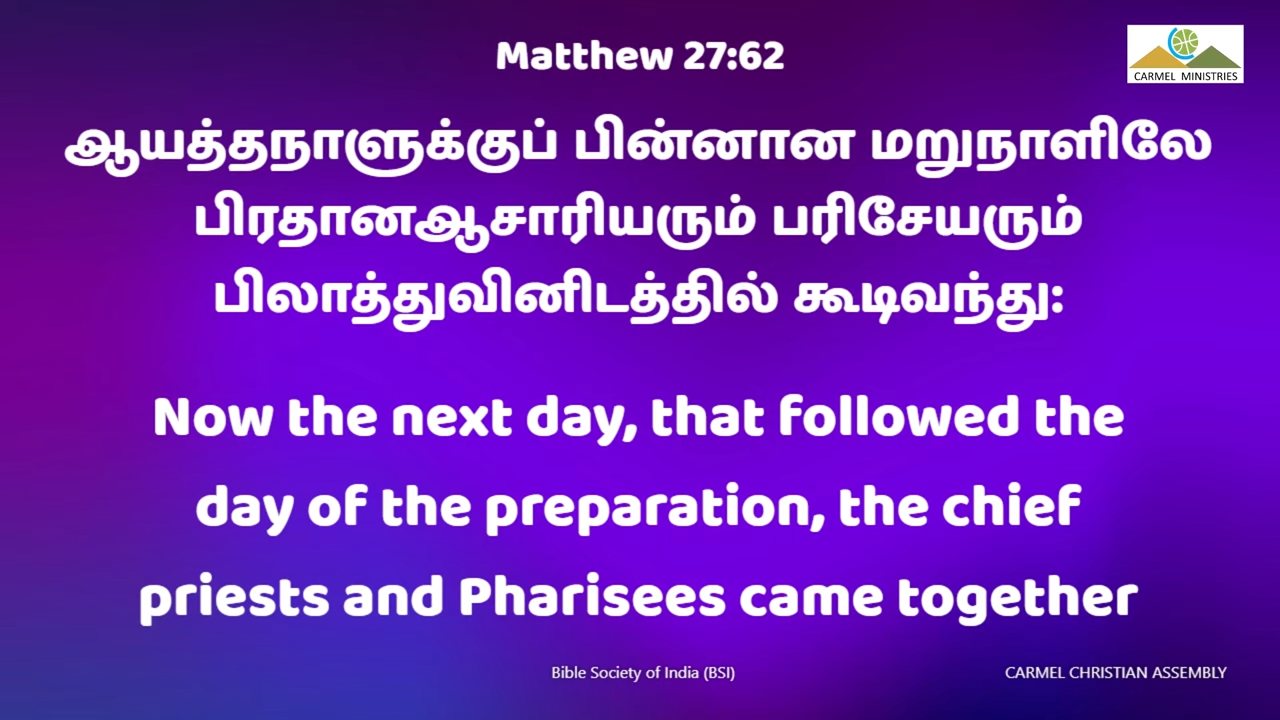 Matthew 27:62
CARMEL MINISTRIES
ஆயத்தநாளுக்குப் பின்னான மறுநாளிலே
பிரதானஆசாரியரும் பரிசேயரும்
பிலாத்துவினிடத்தில் கூடிவந்து:
Now the next day, that followed the
day of the preparation, the chief
priests and Pharisees came together
Bible Society of India (BSI)
CARMEL CHRISTIAN ASSEMBLY